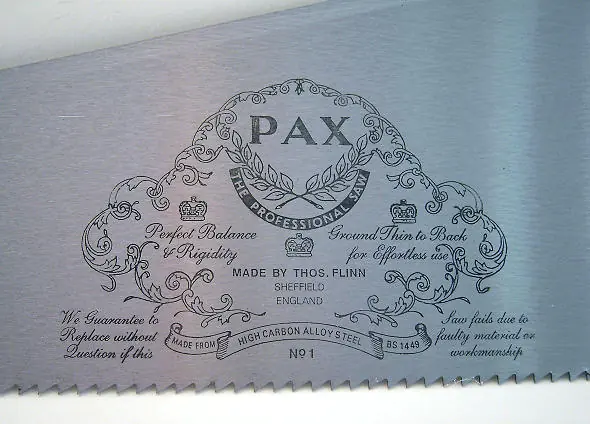 PAX
THE PROFESSIONAL SAW
Perfect Balance
& Rigidity
Ground Thin to Back
for Effortless use
MADE BY THOS. FLINN
SHEFFIELD
ENGLAND
We Guarantee to
Replace without
Question if this
Saw fails due to
faulty material or
workmanship
MADE FROM HIGH CARBON ALLOY STEEL BS 1449
No 1